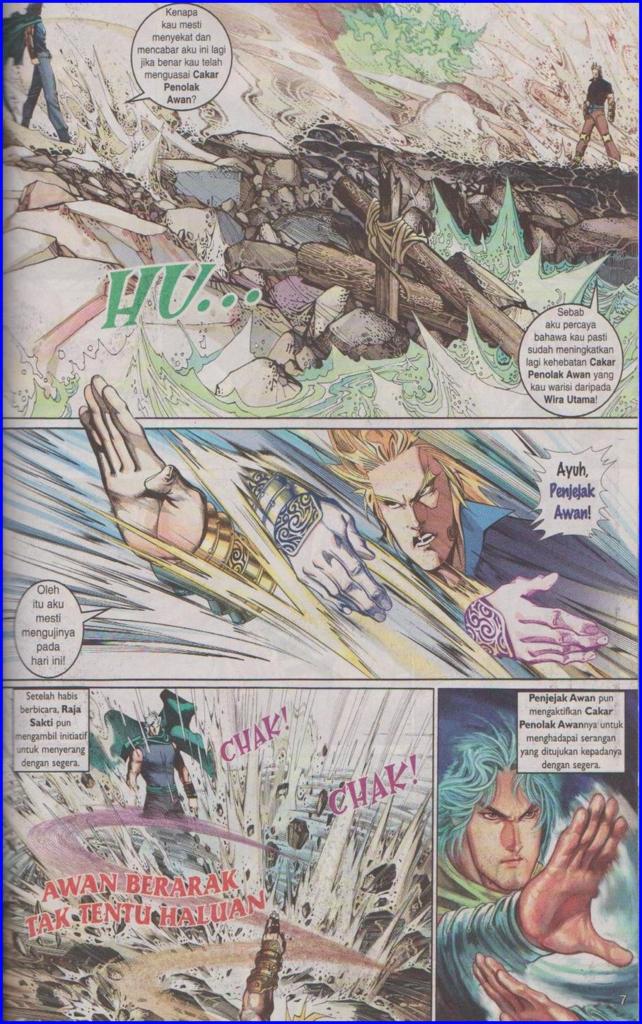 Kenapa
kau mesti
menyekat dan
mencabar aku ini lagi
jika benar kau telah
menguasai Cakar
Penolak
Awan?
HU...
Sebab
aku percaya
bahawa kau pasti
sudah meningkatkan
lagi kehebatan Cakar
Penolak Awan yang
kau warisi daripada
Wira Utama!
Ayuh,
Penjejak
Awan!
Oleh
itu aku
mesti
mengujinya
pada
hari ini!
Setelah habis
berbicara, Raja
Sakti pun
mengambil initiatif
untuk menyerang
dengan segera.
CHAK!
CHAK!
AWAN BERARAK
TAK TENTU HALUAN
Penjejak Awan pun
mengaktifkan Cakar
Penolak Awannya untuk
menghadapai serangan
yang ditujukan kepadanya
dengan segera.
7